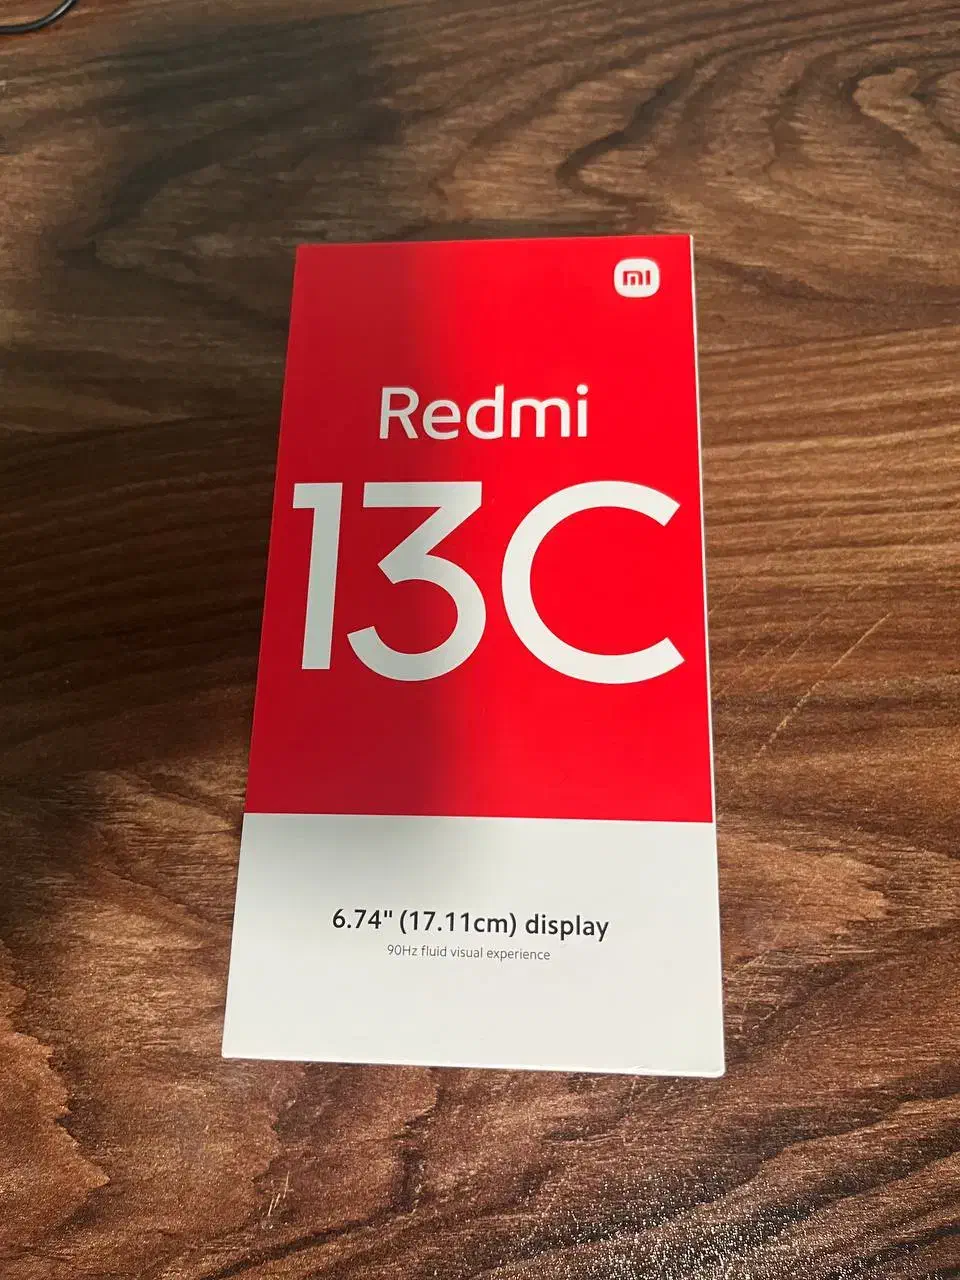 mi
Redmi
13C
6.74" (17.11cm) display
90Hz fluid visual experience